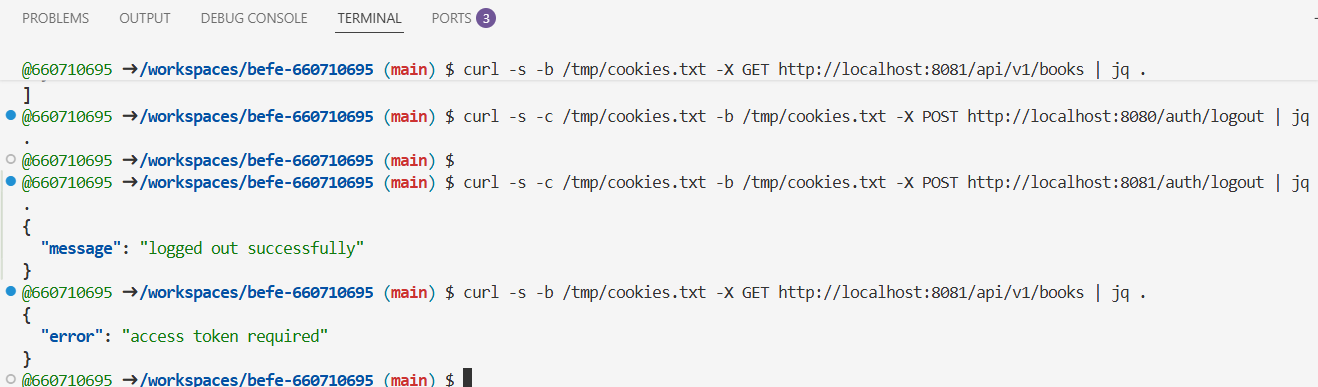 PROBLEMS OUTPUT DEBUG CONSOLE TERMINAL PORTS 3
@660710695 ➜/workspaces/befe-660710695 (main) $ curl -s -b /tmp/cookies.txt -X GET http://localhost:8081/api/v1/books | jq .
]
@660710695 ➜/workspaces/befe-660710695 (main) $ curl -s -c /tmp/cookies.txt -b /tmp/cookies.txt -X POST http://localhost:8080/auth/logout | jq
.
@660710695 ➜/workspaces/befe-660710695 (main) $
@660710695 ➜/workspaces/befe-660710695 (main) $ curl -s -c /tmp/cookies.txt -b /tmp/cookies.txt -X POST http://localhost:8081/auth/logout | jq
.
{
  "message": "logged out successfully"
}
@660710695 ➜/workspaces/befe-660710695 (main) $ curl -s -b /tmp/cookies.txt -X GET http://localhost:8081/api/v1/books | jq .
{
  "error": "access token required"
}
@660710695 ➜/workspaces/befe-660710695 (main) $